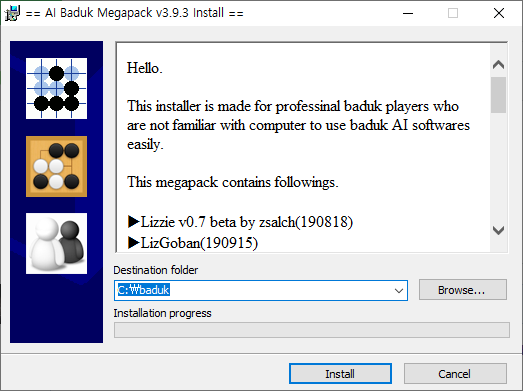 == AI Baduk Megapack v3.9.3 Install ==
Hello.
This installer is made for professinal baduk players who
are not familiar with computer to use baduk AI softwares
easily.
This megapack contains followings.
▶Lizzie v0.7 beta by zsalch(190818)
▶LizGoban(190915)
Destination folder
C:₩baduk
Browse...
Installation progress
Install
Cancel